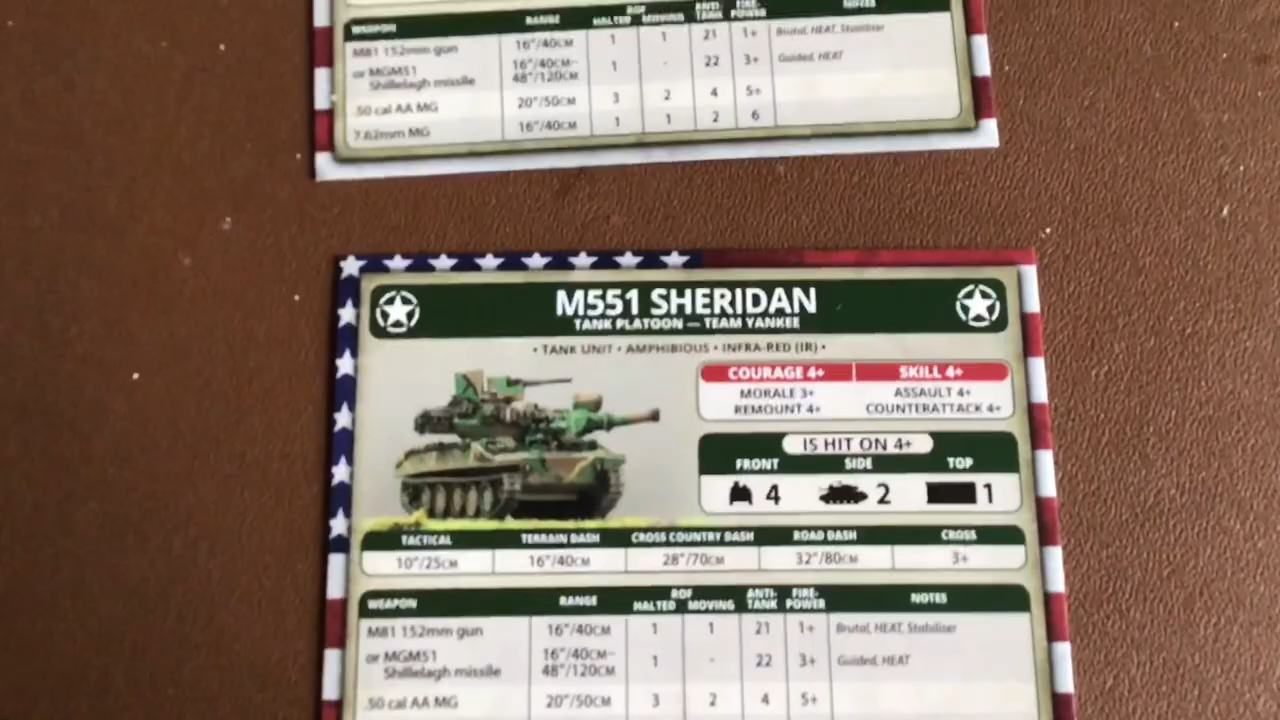 WEAPON RANGE ROF HALTED MOVING ANTI-TANK FIRE-POWER NOTES
M81 152mm gun 16"/40CM 1 1 21 1+ Brutal, HEAT, Stabiliser
or MGM51 Shillelagh missile 16"/40CM– 48"/120CM 1 - 22 3+ Guided, HEAT
.50 cal AA MG 20"/50CM 3 2 4 5+
7.62mm MG 16"/40CM 1 1 2 6
M551 SHERIDAN
TANK PLATOON — TEAM YANKEE
• TANK UNIT • AMPHIBIOUS • INFRA-RED (IR) •
COURAGE 4+ SKILL 4+
MORALE 3+ ASSAULT 4+
REMOUNT 4+ COUNTERATTACK 4+
IS HIT ON 4+
FRONT SIDE TOP
4 2 1
TACTICAL TERRAIN DASH CROSS COUNTRY DASH ROAD DASH CROSS
10"/25CM 16"/40CM 28"/70CM 32"/80CM 3+
WEAPON RANGE ROF HALTED MOVING ANTI-TANK FIRE-POWER NOTES
M81 152mm gun 16"/40CM 1 1 21 1+ Brutal, HEAT, Stabiliser
or MGM51 Shillelagh missile 16"/40CM– 48"/120CM 1 - 22 3+ Guided, HEAT
.50 cal AA MG 20"/50CM 3 2 4 5+